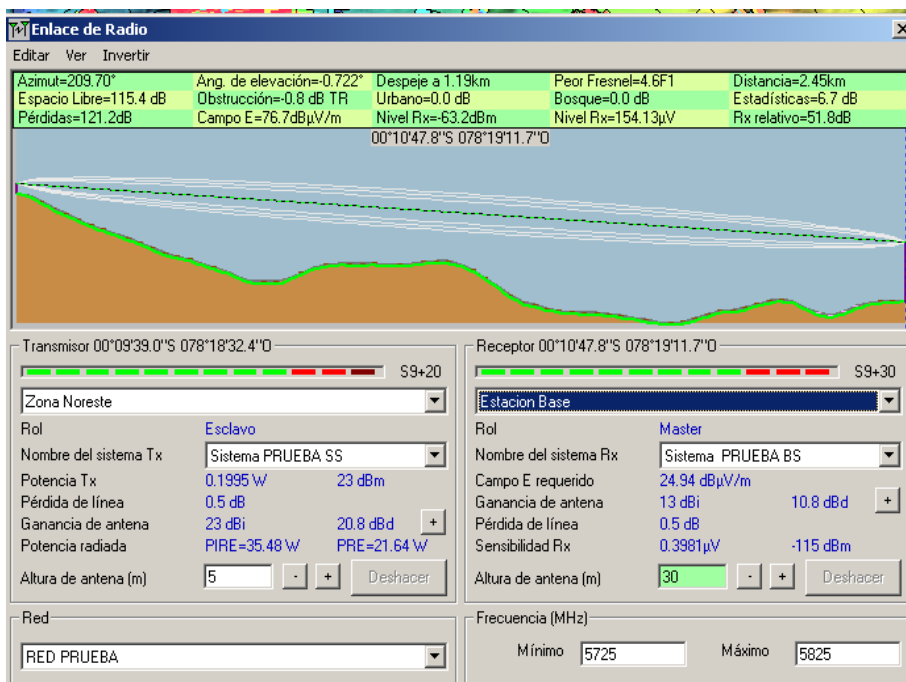 Enlace de Radio
Editar Ver Invertir
Azimut=209.70° Ang. de elevación=-0.722° Despeje a 1.19km Peor Fresnel=4.6F1 Distancia=2.45km
Espacio Libre=115.4 dB Obstrucción=-0.8 dB TR Urbano=0.0 dB Bosque=0.0 dB Estadísticas=6.7 dB
Pérdidas=121.2dB Campo E=76.7dBµV/m Nivel Rx=-63.2dBm Nivel Rx=154.13µV Rx relativo=51.8dB
00°10'47.8"S 078°19'11.7"O
Transmisor 00°09'39.0"S 078°18'32.4"O
S9+20
Zona Noreste
Rol Esclavo
Nombre del sistema Tx Sistema PRUEBA SS
Potencia Tx 0.1995 W 23 dBm
Pérdida de línea 0.5 dB
Ganancia de antena 23 dBi 20.8 dBd +
Potencia radiada PIRE=35.48 W PRE=21.64 W
Altura de antena (m) 5 - + Deshacer
Receptor 00°10'47.8"S 078°19'11.7"O
S9+30
Estacion Base
Rol Master
Nombre del sistema Rx Sistema PRUEBA BS
Campo E requerido 24.94 dBµV/m
Ganancia de antena 13 dBi 10.8 dBd +
Pérdida de línea 0.5 dB
Sensibilidad Rx 0.3981µV -115 dBm
Altura de antena (m) 30 - + Deshacer
Red
RED PRUEBA
Frecuencia (MHz)
Mínimo 5725 Máximo 5825